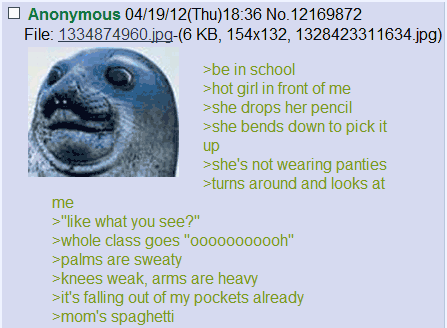 Anonymous 04/19/12(Thu)18:36 No.12169872
File: 1334874960.jpg-(6 KB, 154x132, 1328423311634.jpg)
>be in school
>hot girl in front of me
>she drops her pencil
>she bends down to pick it
up
>she's not wearing panties
>turns around and looks at
me
>"like what you see?"
>whole class goes "ooooooooooh"
>palms are sweaty
>knees weak, arms are heavy
>it's falling out of my pockets already
>mom's spaghetti